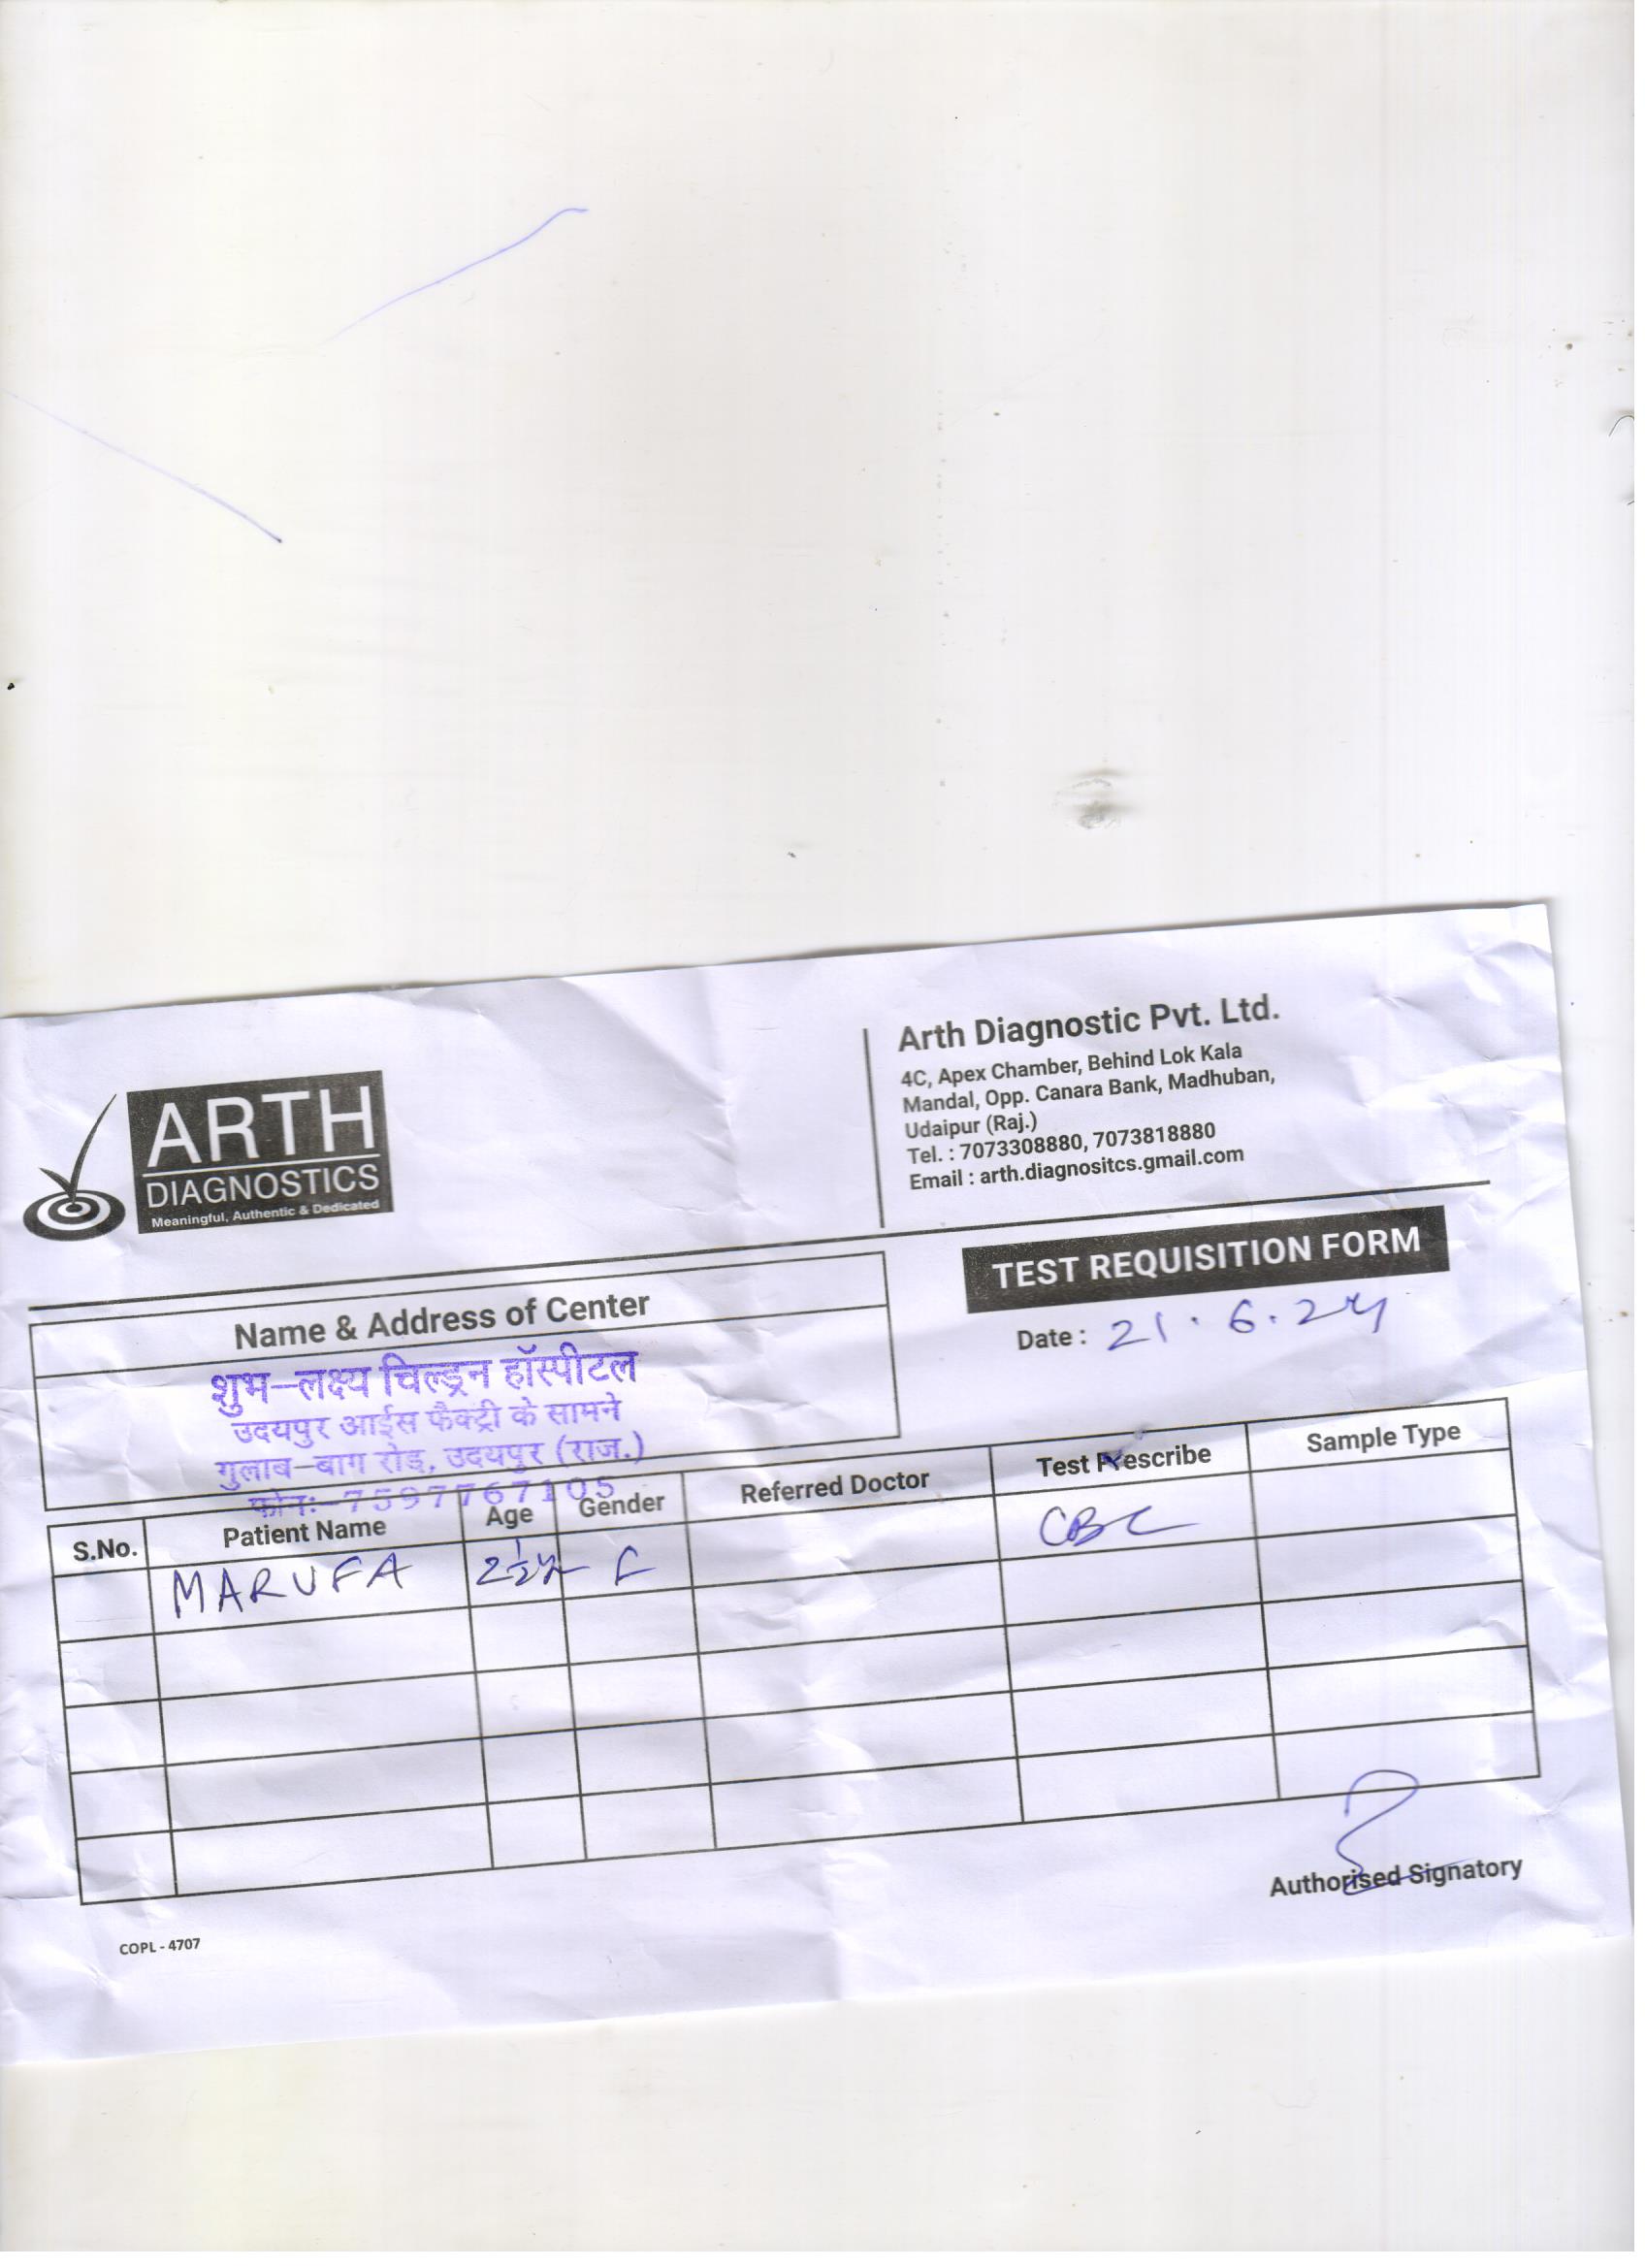 ARTH
DIAGNOSTICS
Meaningful, Authentic & Dedicated
Arth Diagnostic Pvt. Ltd.
4C, Apex Chamber, Behind Lok Kala
Mandal, Opp. Canara Bank, Madhuban,
Udaipur (Raj.)
Tel. : 7073308880, 7073818880
Email : arth.diagnositcs.gmail.com
TEST REQUISITION FORM
Date : 21.6.24
Name & Address of Center
शुभ-लक्ष्य चिल्ड्रन हॉस्पीटल
उदयपुर आईस फैक्ट्री के सामने
गुलाब-बाग रोड, उदयपुर (राज.)
फोन:-7597767105
S.No. Patient Name Age Gender Referred Doctor Test Prescribe Sample Type
MARUFA 2½ F CBC
Authorised Signatory
COPL - 4707